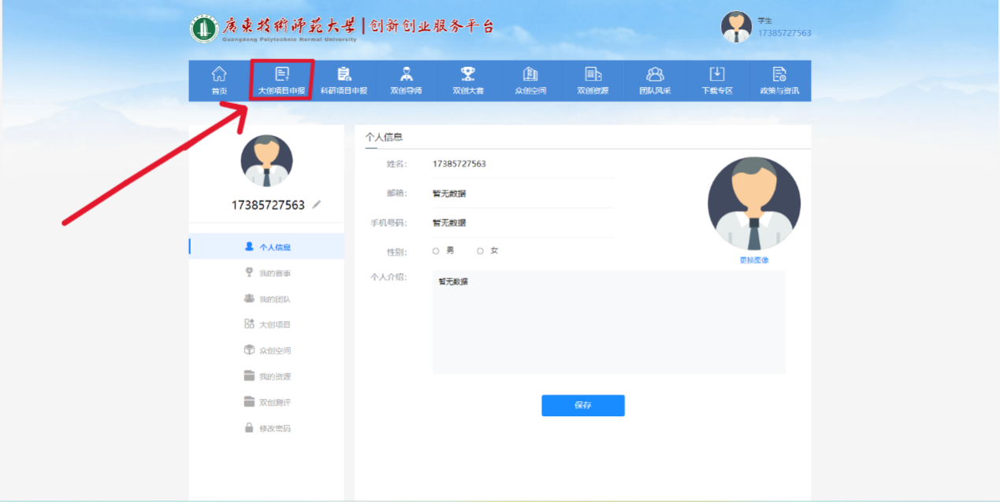 廣東技術师范大学 | 创新创业服务平台
Guangdong Polytechnic Normal University
学生
17385727563
首页 大创项目申报 科研项目申报 双创导师 双创大赛 众创空间 双创资源 团队风采 下载专区 政策与资讯
17385727563
个人信息
我的赛事
我的团队
大创项目
众创空间
我的资源
双创测评
修改密码
个人信息
姓名: 17385727563
邮箱: 暂无数据
手机号码: 暂无数据
性别: 男 女
更换图像
个人介绍: 暂无数据
保存